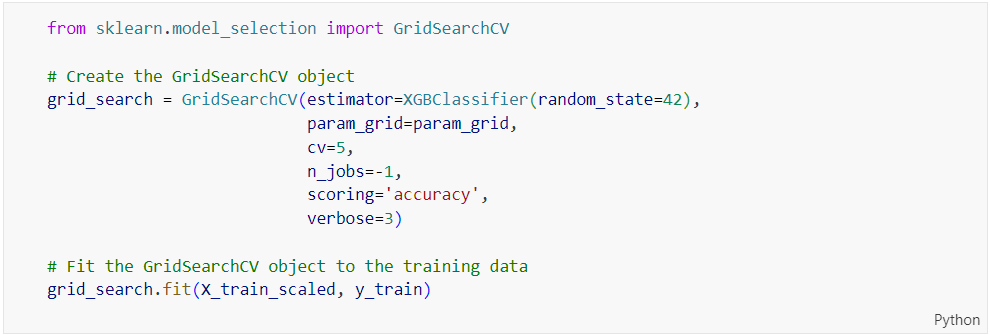 from sklearn.model_selection import GridSearchCV
# Create the GridSearchCV object
grid_search = GridSearchCV(estimator=XGBClassifier(random_state=42),
param_grid=param_grid,
cv=5,
n_jobs=-1,
scoring='accuracy',
verbose=3)
# Fit the GridSearchCV object to the training data
grid_search.fit(X_train_scaled, y_train)
Python